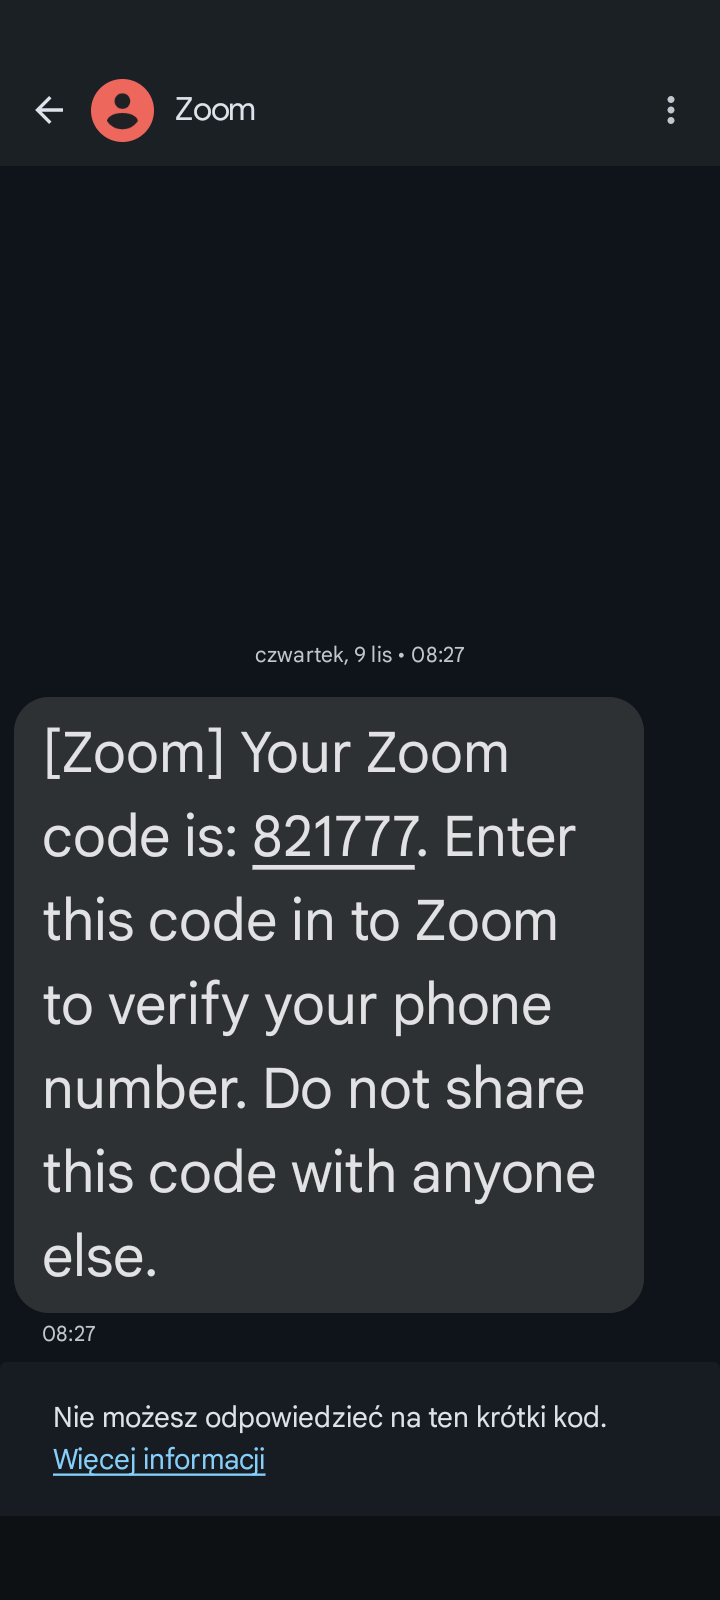 Zoom
czwartek, 9 lis • 08:27
[Zoom] Your Zoom
code is: 821777. Enter
this code in to Zoom
to verify your phone
number. Do not share
this code with anyone
else.
08:27
Nie możesz odpowiedzieć na ten krótki kod.
Więcej informacji